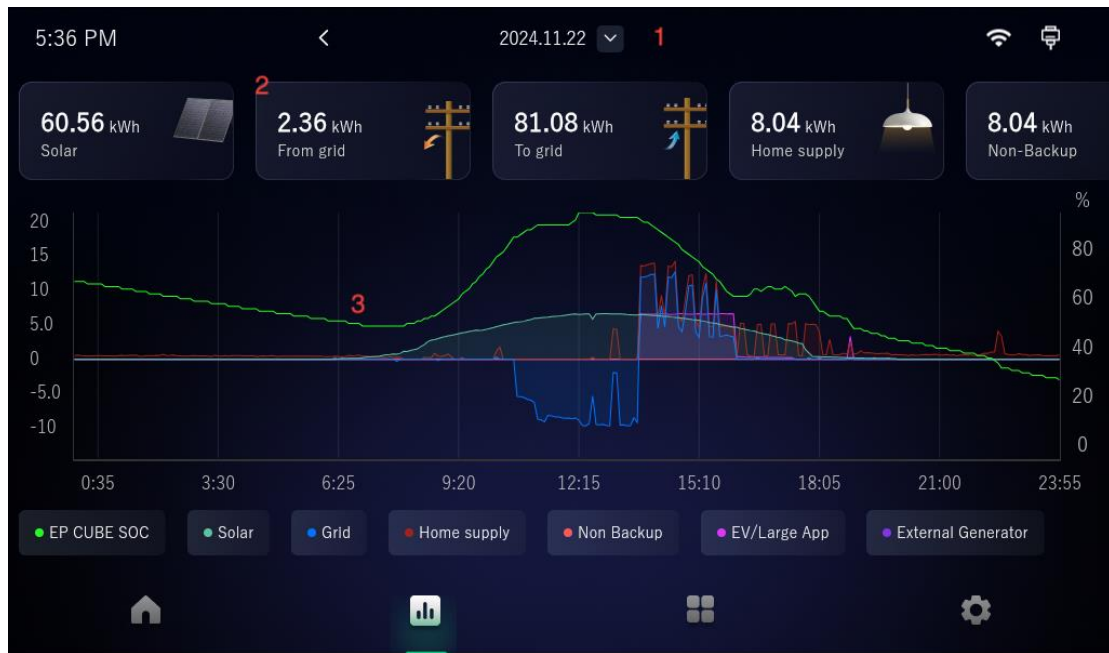 5:36 PM
2024.11.22
1
2
60.56 kWh
Solar
2.36 kWh
From grid
81.08 kWh
To grid
8.04 kWh
Home supply
8.04 kWh
Non-Backup
%
20
15
10
5.0
0
-5.0
-10
3
80
60
40
20
0
0:35 3:30 6:25 9:20 12:15 15:10 18:05 21:00 23:55
EP CUBE SOC Solar Grid Home supply Non Backup EV/Large App External Generator